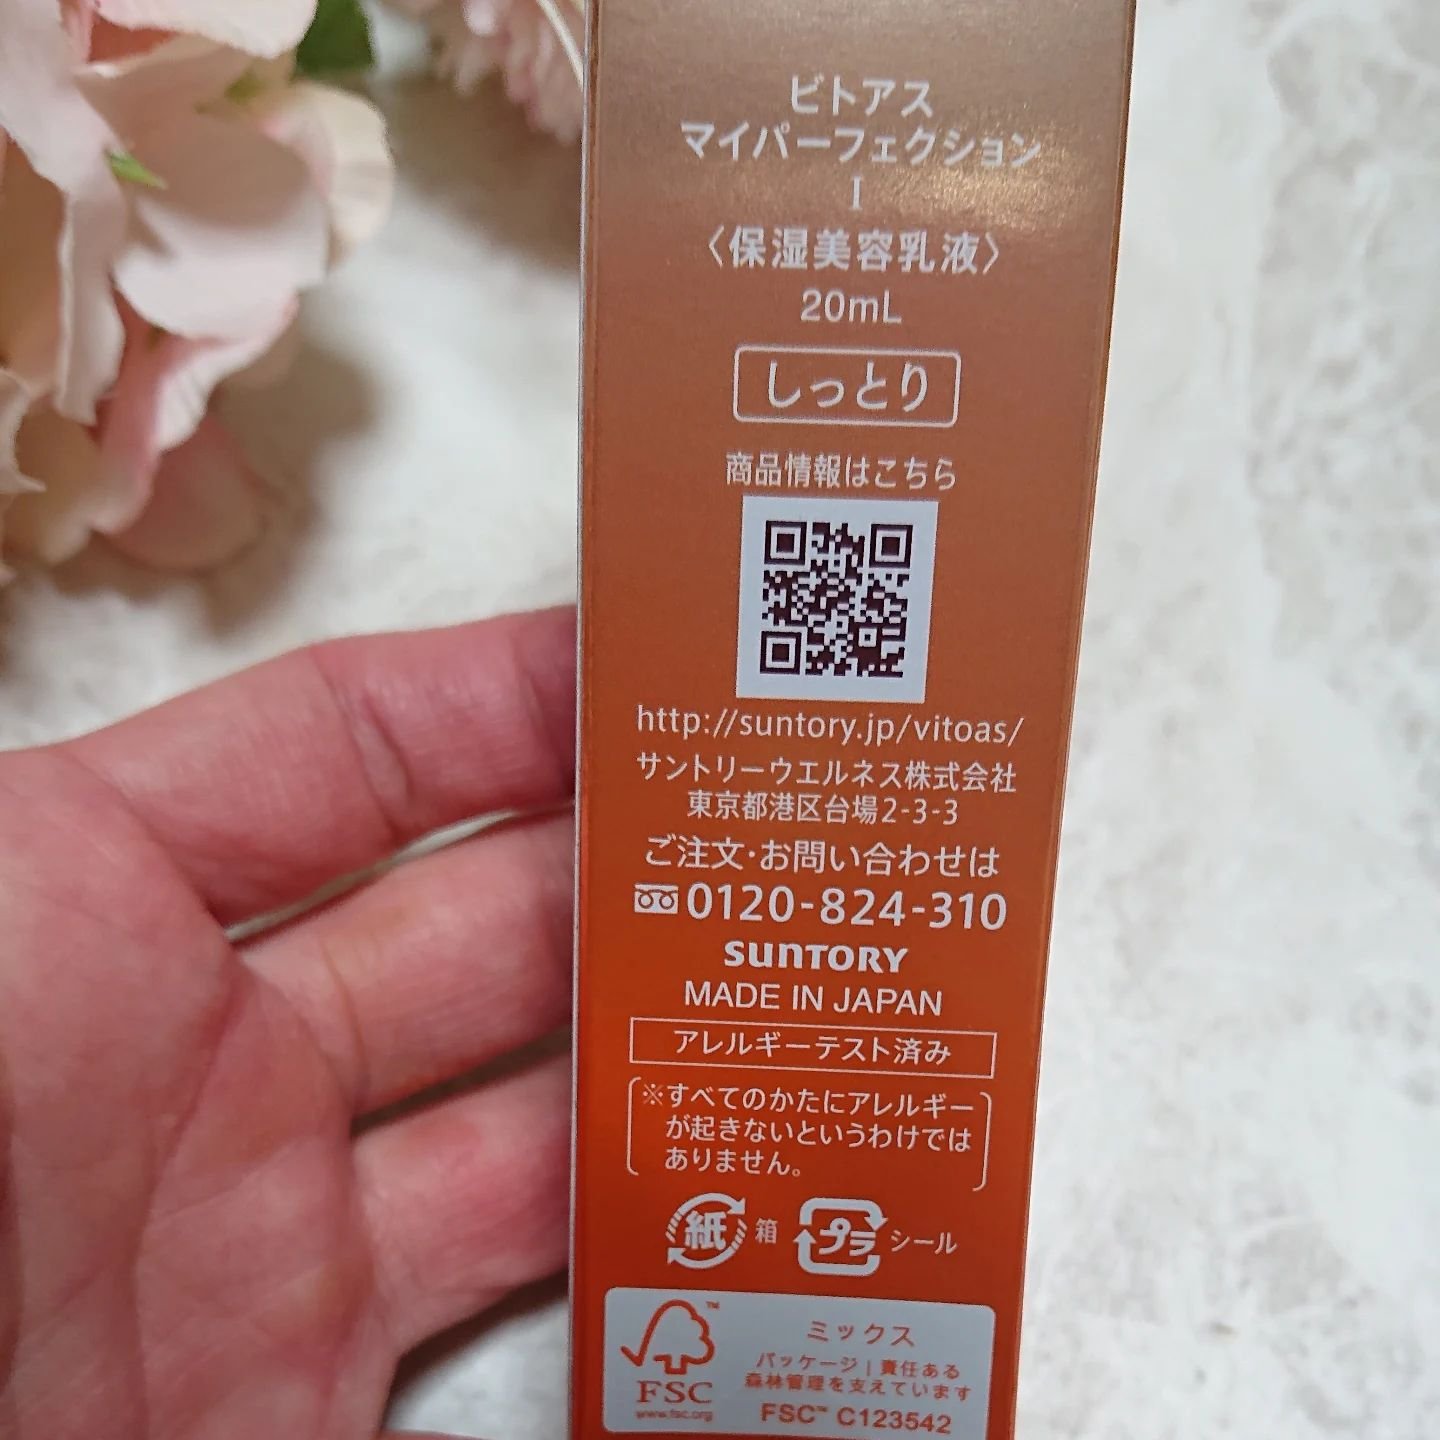 ビトアス
マイパーフェクション
I
〈保湿美容乳液〉
20mL
しっとり
商品情報はこちら
http://suntory.jp/vitoas/
サントリーウエルネス株式会社
東京都港区台場2-3-3
ご注文・お問い合わせは
0120-824-310
SUNTORY
MADE IN JAPAN
アレルギーテスト済み
※すべてのかたにアレルギー
が起きないというわけでは
ありません。
紙 箱 プラ シール
ミックス
パッケージ | 責任ある
森林管理を支えています
FSC™ C123542
FSC
www.fsc.org